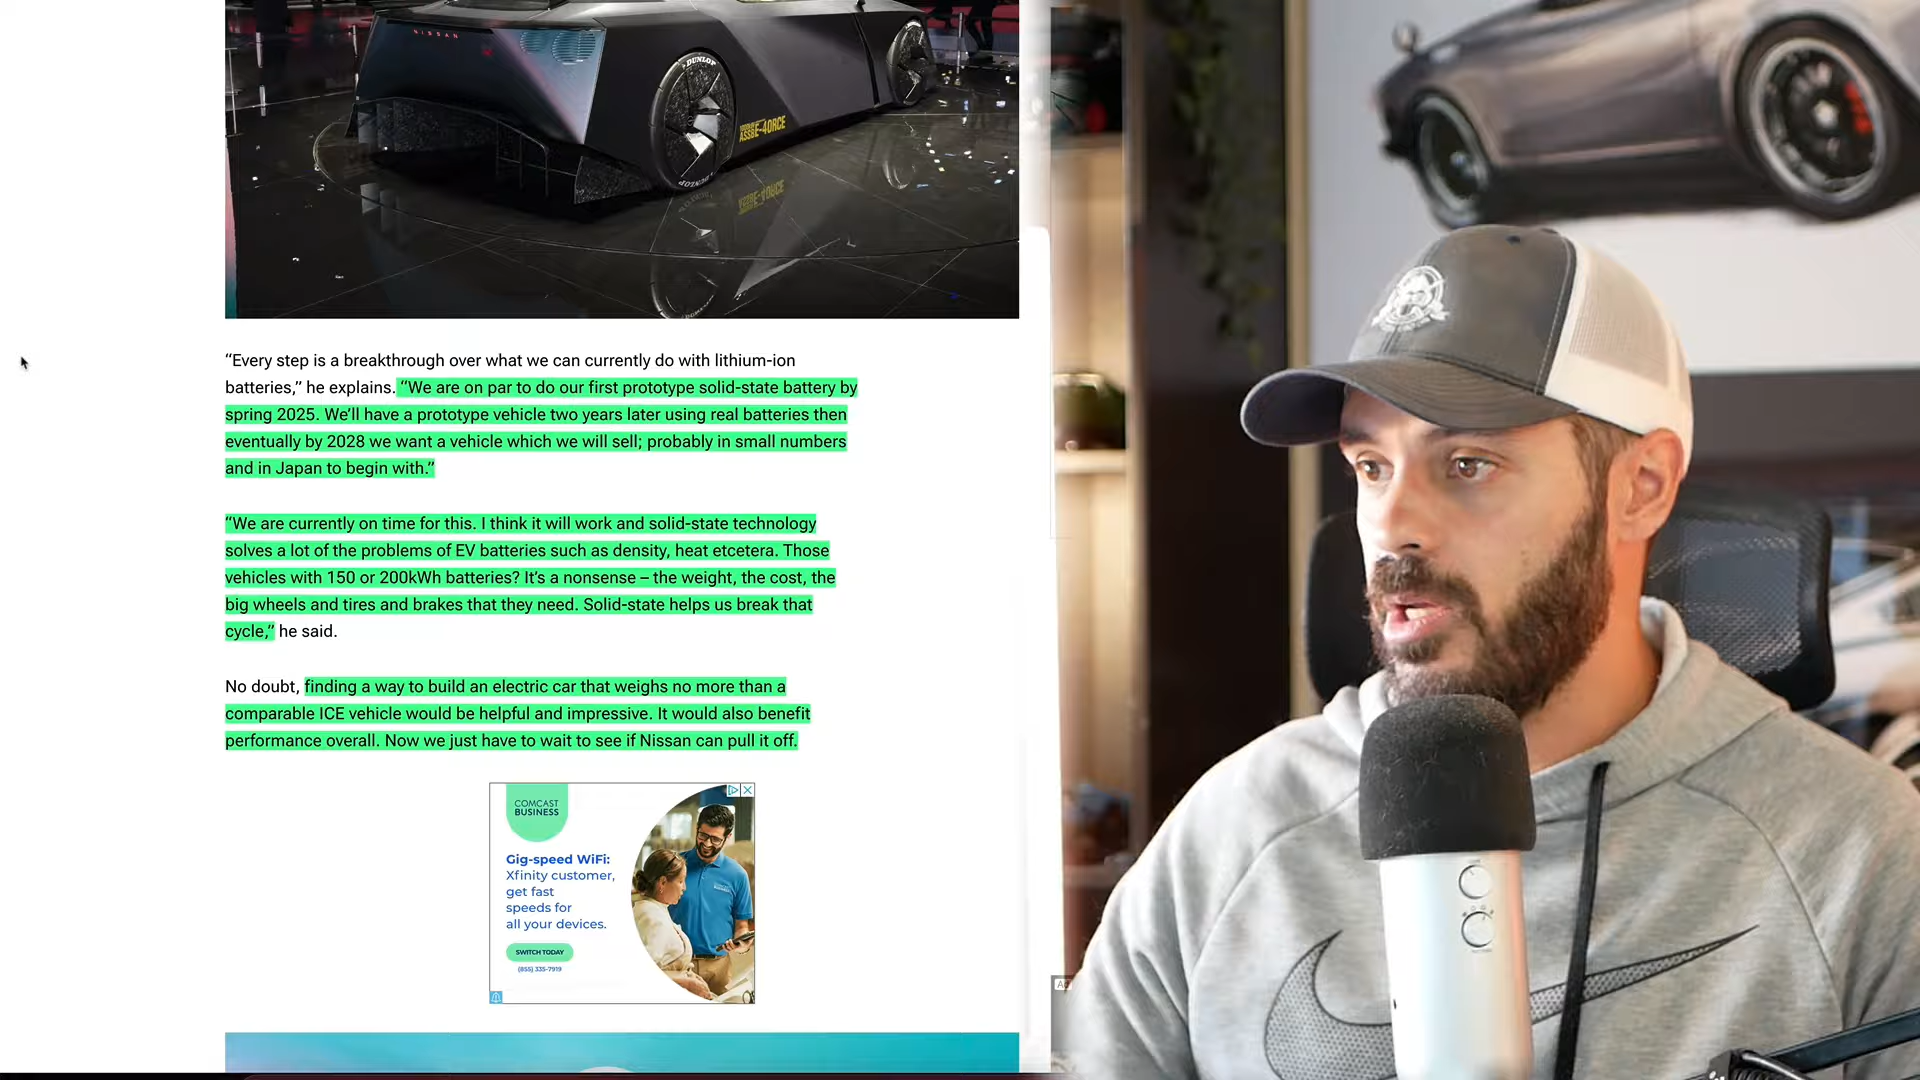 NISSAN
DUNLOP
E-4ORCE
“Every step is a breakthrough over what we can currently do with lithium-ion
batteries,” he explains. “We are on par to do our first prototype solid-state battery by
spring 2025. We’ll have a prototype vehicle two years later using real batteries then
eventually by 2028 we want a vehicle which we will sell; probably in small numbers
and in Japan to begin with.”
“We are currently on time for this. I think it will work and solid-state technology
solves a lot of the problems of EV batteries such as density, heat etcetera. Those
vehicles with 150 or 200kWh batteries? It’s a nonsense – the weight, the cost, the
big wheels and tires and brakes that they need. Solid-state helps us break that
cycle,” he said.
No doubt, finding a way to build an electric car that weighs no more than a
comparable ICE vehicle would be helpful and impressive. It would also benefit
performance overall. Now we just have to wait to see if Nissan can pull it off.
COMCAST
BUSINESS
Gig-speed WiFi:
Xfinity customer,
get fast
speeds for
all your devices.
SWITCH TODAY
(855) 335-7919